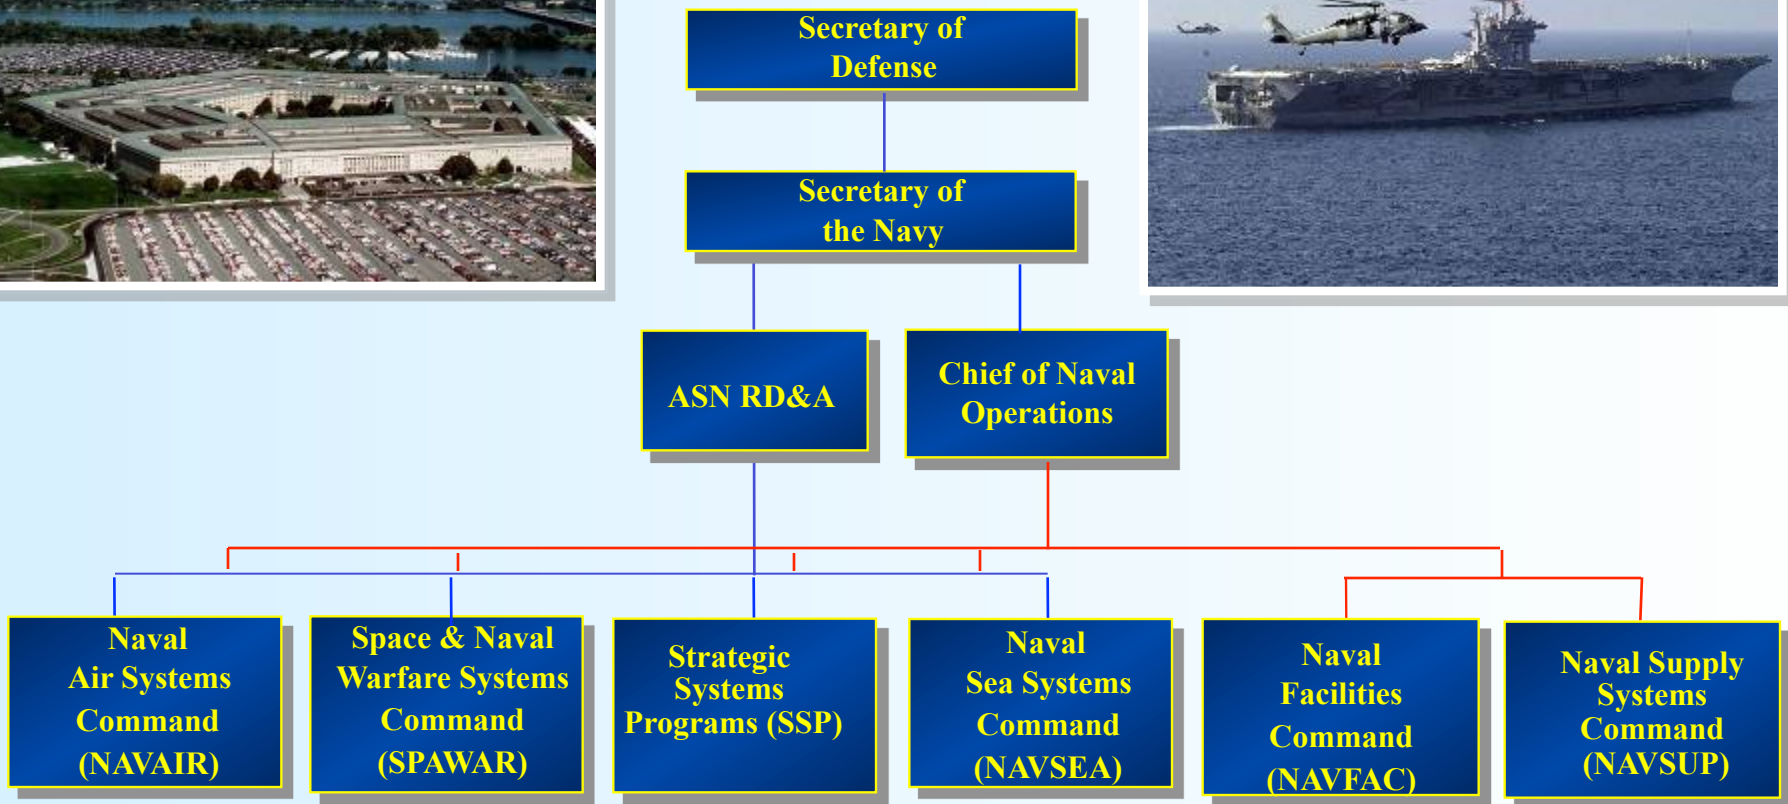 Secretary of
Defense
Secretary of
the Navy
ASN RD&A
Chief of Naval
Operations
Naval
Air Systems
Command
(NAVAIR)
Space & Naval
Warfare Systems
Command
(SPAWAR)
Strategic
Systems
Programs (SSP)
Naval
Sea Systems
Command
(NAVSEA)
Naval
Facilities
Command
(NAVFAC)
Naval Supply
Systems
Command
(NAVSUP)